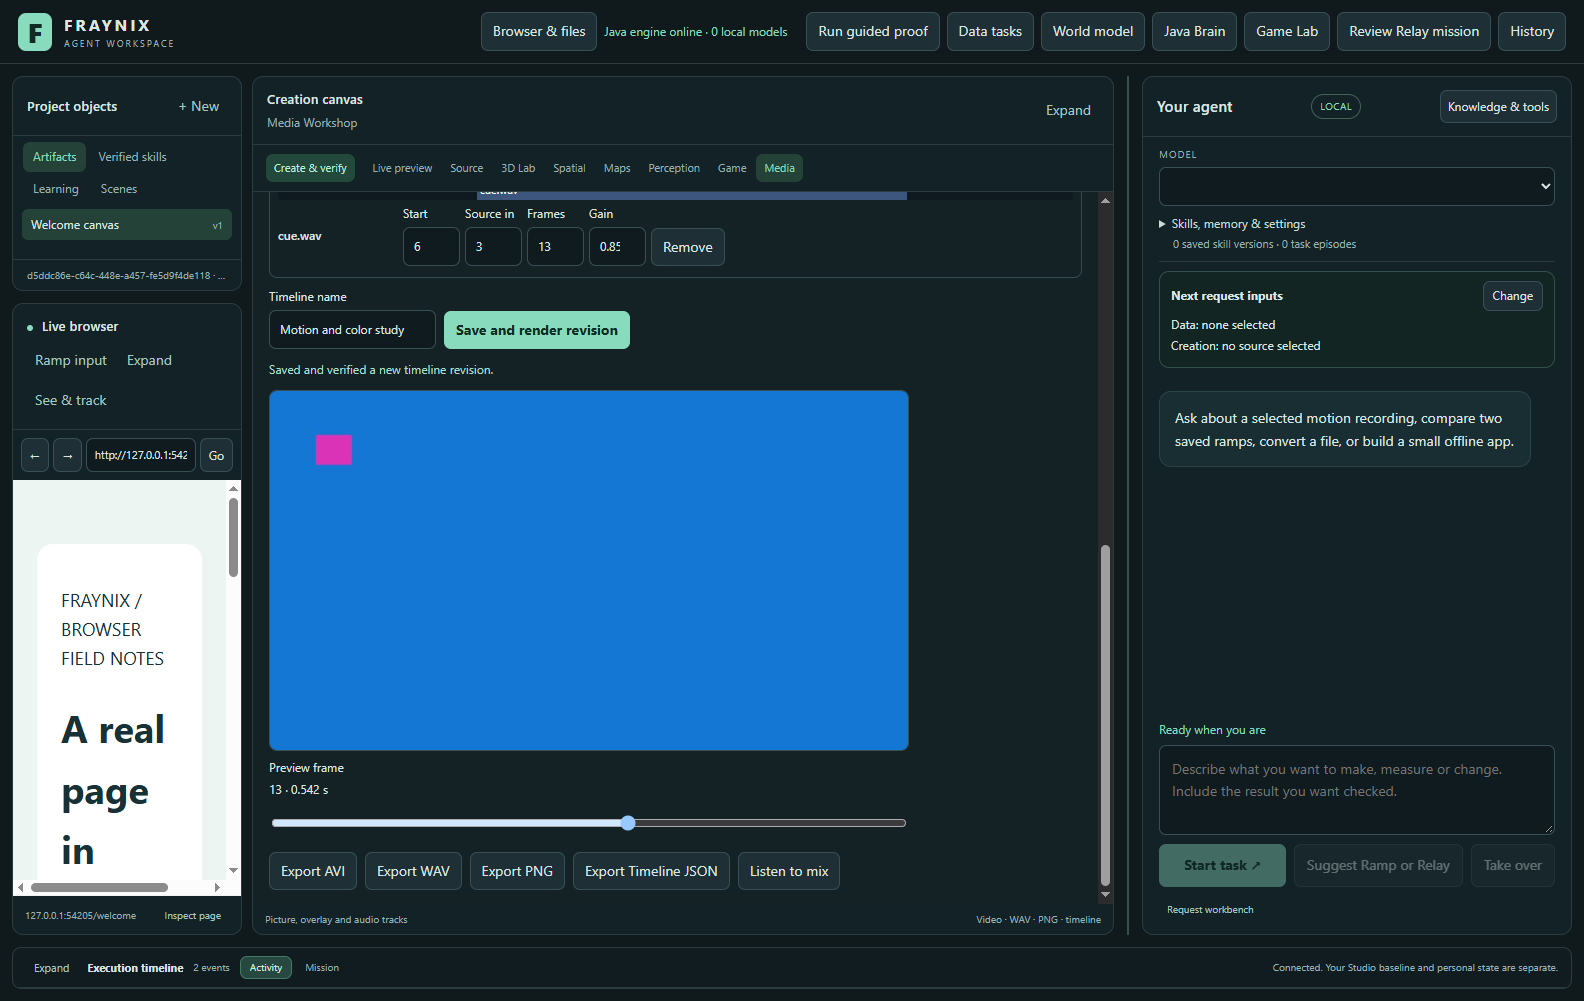 F
FRAYNIX
AGENT WORKSPACE
Browser & files
Java engine online · 0 local models
Run guided proof
Data tasks
World model
Java Brain
Game Lab
Review Relay mission
History
Project objects
+ New
Artifacts
Verified skills
Learning
Scenes
Welcome canvas
v1
d5ddc86e-c64c-448e-a457-fe5d9f4de118 · ...
Live browser
Ramp input
Expand
See & track
←
→
http://127.0.0.1:542
Go
FRAYNIX /
BROWSER
FIELD NOTES
A real
page
in
127.0.0.1:54205/welcome
Inspect page
Creation canvas
Media Workshop
Expand
Create & verify
Live preview
Source
3D Lab
Spatial
Maps
Perception
Game
Media
cue.wav
Start
Source in
Frames
Gain
cue.wav
6
3
13
0.85
Remove
Timeline name
Motion and color study
Save and render revision
Saved and verified a new timeline revision.
Preview frame
13 · 0.542 s
Export AVI
Export WAV
Export PNG
Export Timeline JSON
Listen to mix
Picture, overlay and audio tracks
Video · WAV · PNG · timeline
Your agent
LOCAL
Knowledge & tools
MODEL
Skills, memory & settings
0 saved skill versions · 0 task episodes
Next request inputs
Change
Data: none selected
Creation: no source selected
Ask about a selected motion recording, compare two
saved ramps, convert a file, or build a small offline app.
Ready when you are
Describe what you want to make, measure or change.
Include the result you want checked.
Start task ↗
Suggest Ramp or Relay
Take over
Request workbench
Expand
Execution timeline
2 events
Activity
Mission
Connected. Your Studio baseline and personal state are separate.